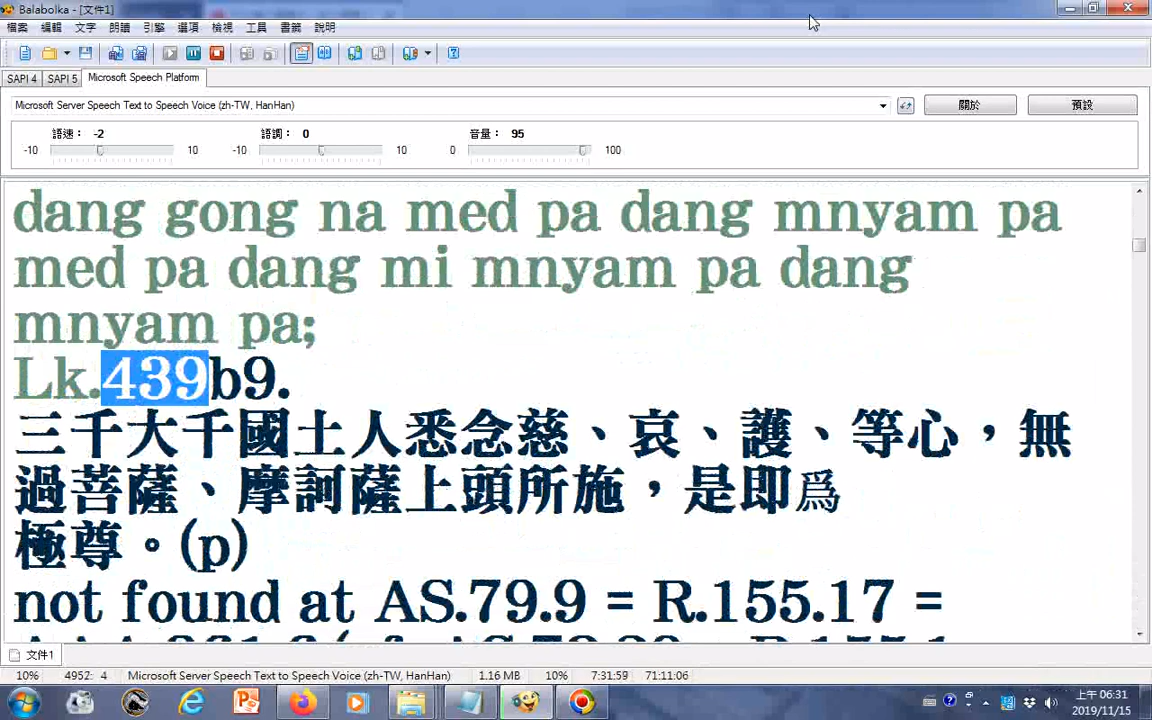 Balabolka - [文件1]
檔案 編輯 文字 朗讀 引擎 選項 檢視 工具 書籤 說明
SAPI 4 SAPI 5 Microsoft Speech Platform
Microsoft Server Speech Text to Speech Voice (zh-TW, HanHan) 關於 預設
語速： -2 語調： 0 音量： 95
-10 10 -10 10 0 100
dang gong na med pa dang mnyam pa
med pa dang mi mnyam pa dang
mnyam pa;
Lk.439b9.
三千大千國土人悉念慈、哀、護、等心，無
過菩薩、摩訶薩上頭所施，是即爲
極尊。(p)
not found at AS.79.9 = R.155.17 =
文件1
10% 4952: 4 Microsoft Server Speech Text to Speech Voice (zh-TW, HanHan) 1.16 MB 10% 7:31:59 71:11:06
上午 06:31
2019/11/15